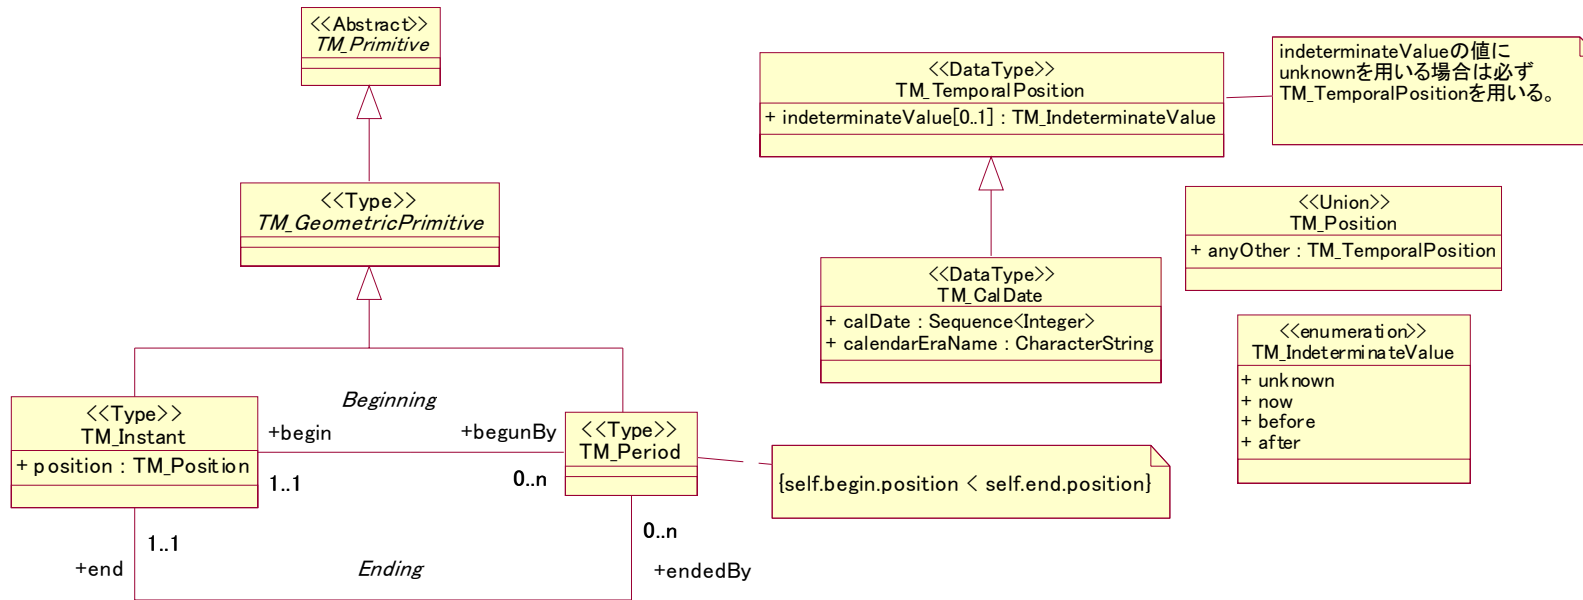 <<Abstract>>
TM_Primitive
<<Type>>
TM_GeometricPrimitive
<<Type>>
TM_Instant
+ position : TM_Position
Beginning
+begin
+begunBy
1..1
0..n
<<Type>>
TM_Period
{self.begin.position < self.end.position}
1..1
0..n
+end
Ending
+endedBy
<<DataType>>
TM_TemporalPosition
+ indeterminateValue[0..1] : TM_IndeterminateValue
indeterminateValueの値に
unknownを用いる場合は必ず
TM_TemporalPositionを用いる。
<<DataType>>
TM_CalDate
+ calDate : Sequence<Integer>
+ calendarEraName : CharacterString
<<Union>>
TM_Position
+ anyOther : TM_TemporalPosition
<<enumeration>>
TM_IndeterminateValue
+ unknown
+ now
+ before
+ after